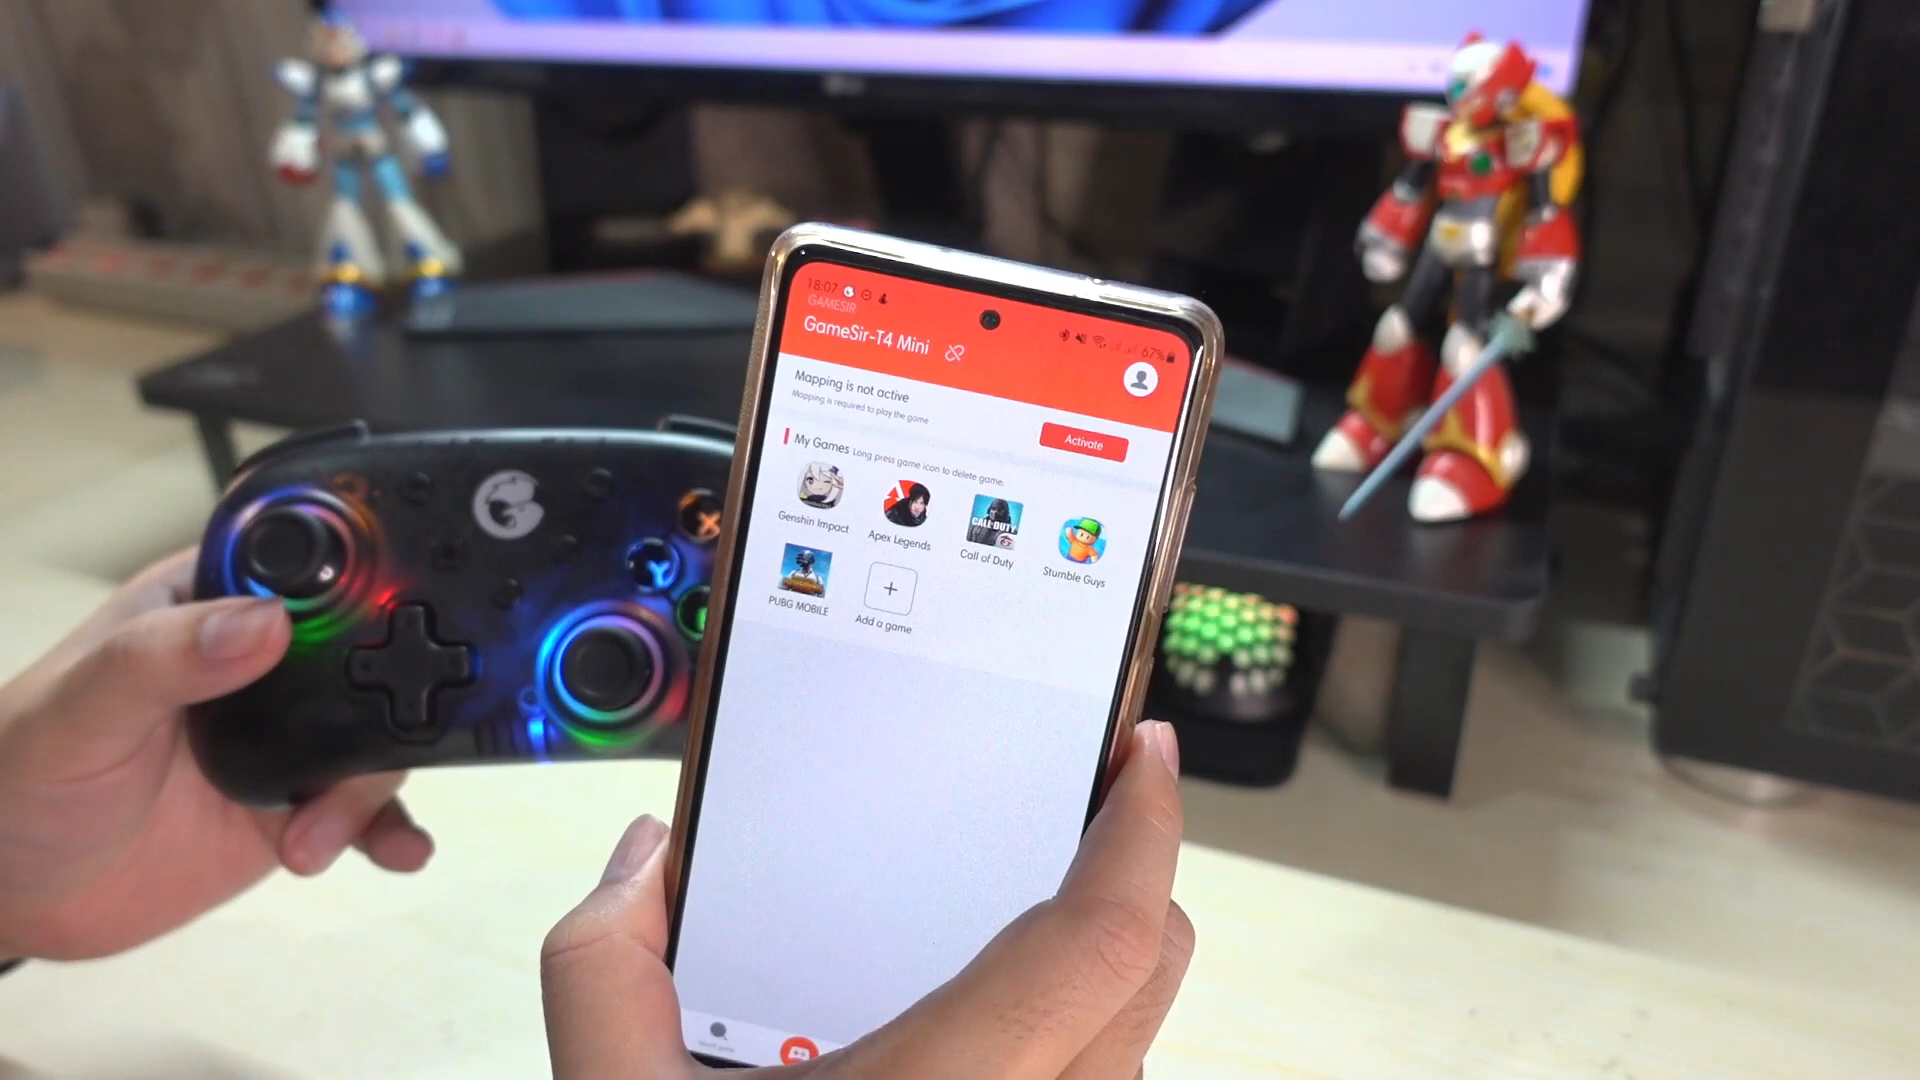 18:07
67%
GAMESIR
GameSir-T4 Mini
Mapping is not active
Mapping is required to play the game
Activate
My Games Long press game icon to delete game.
Genshin Impact
Apex Legends
CALL OF DUTY
Call of Duty
Stumble Guys
PUBG MOBILE
+
Add a game
X
Y